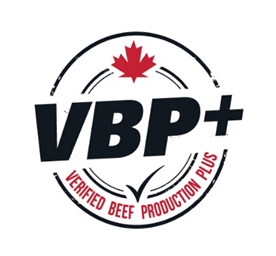 VBP+
VERIFIED BEEF PRODUCTION PLUS